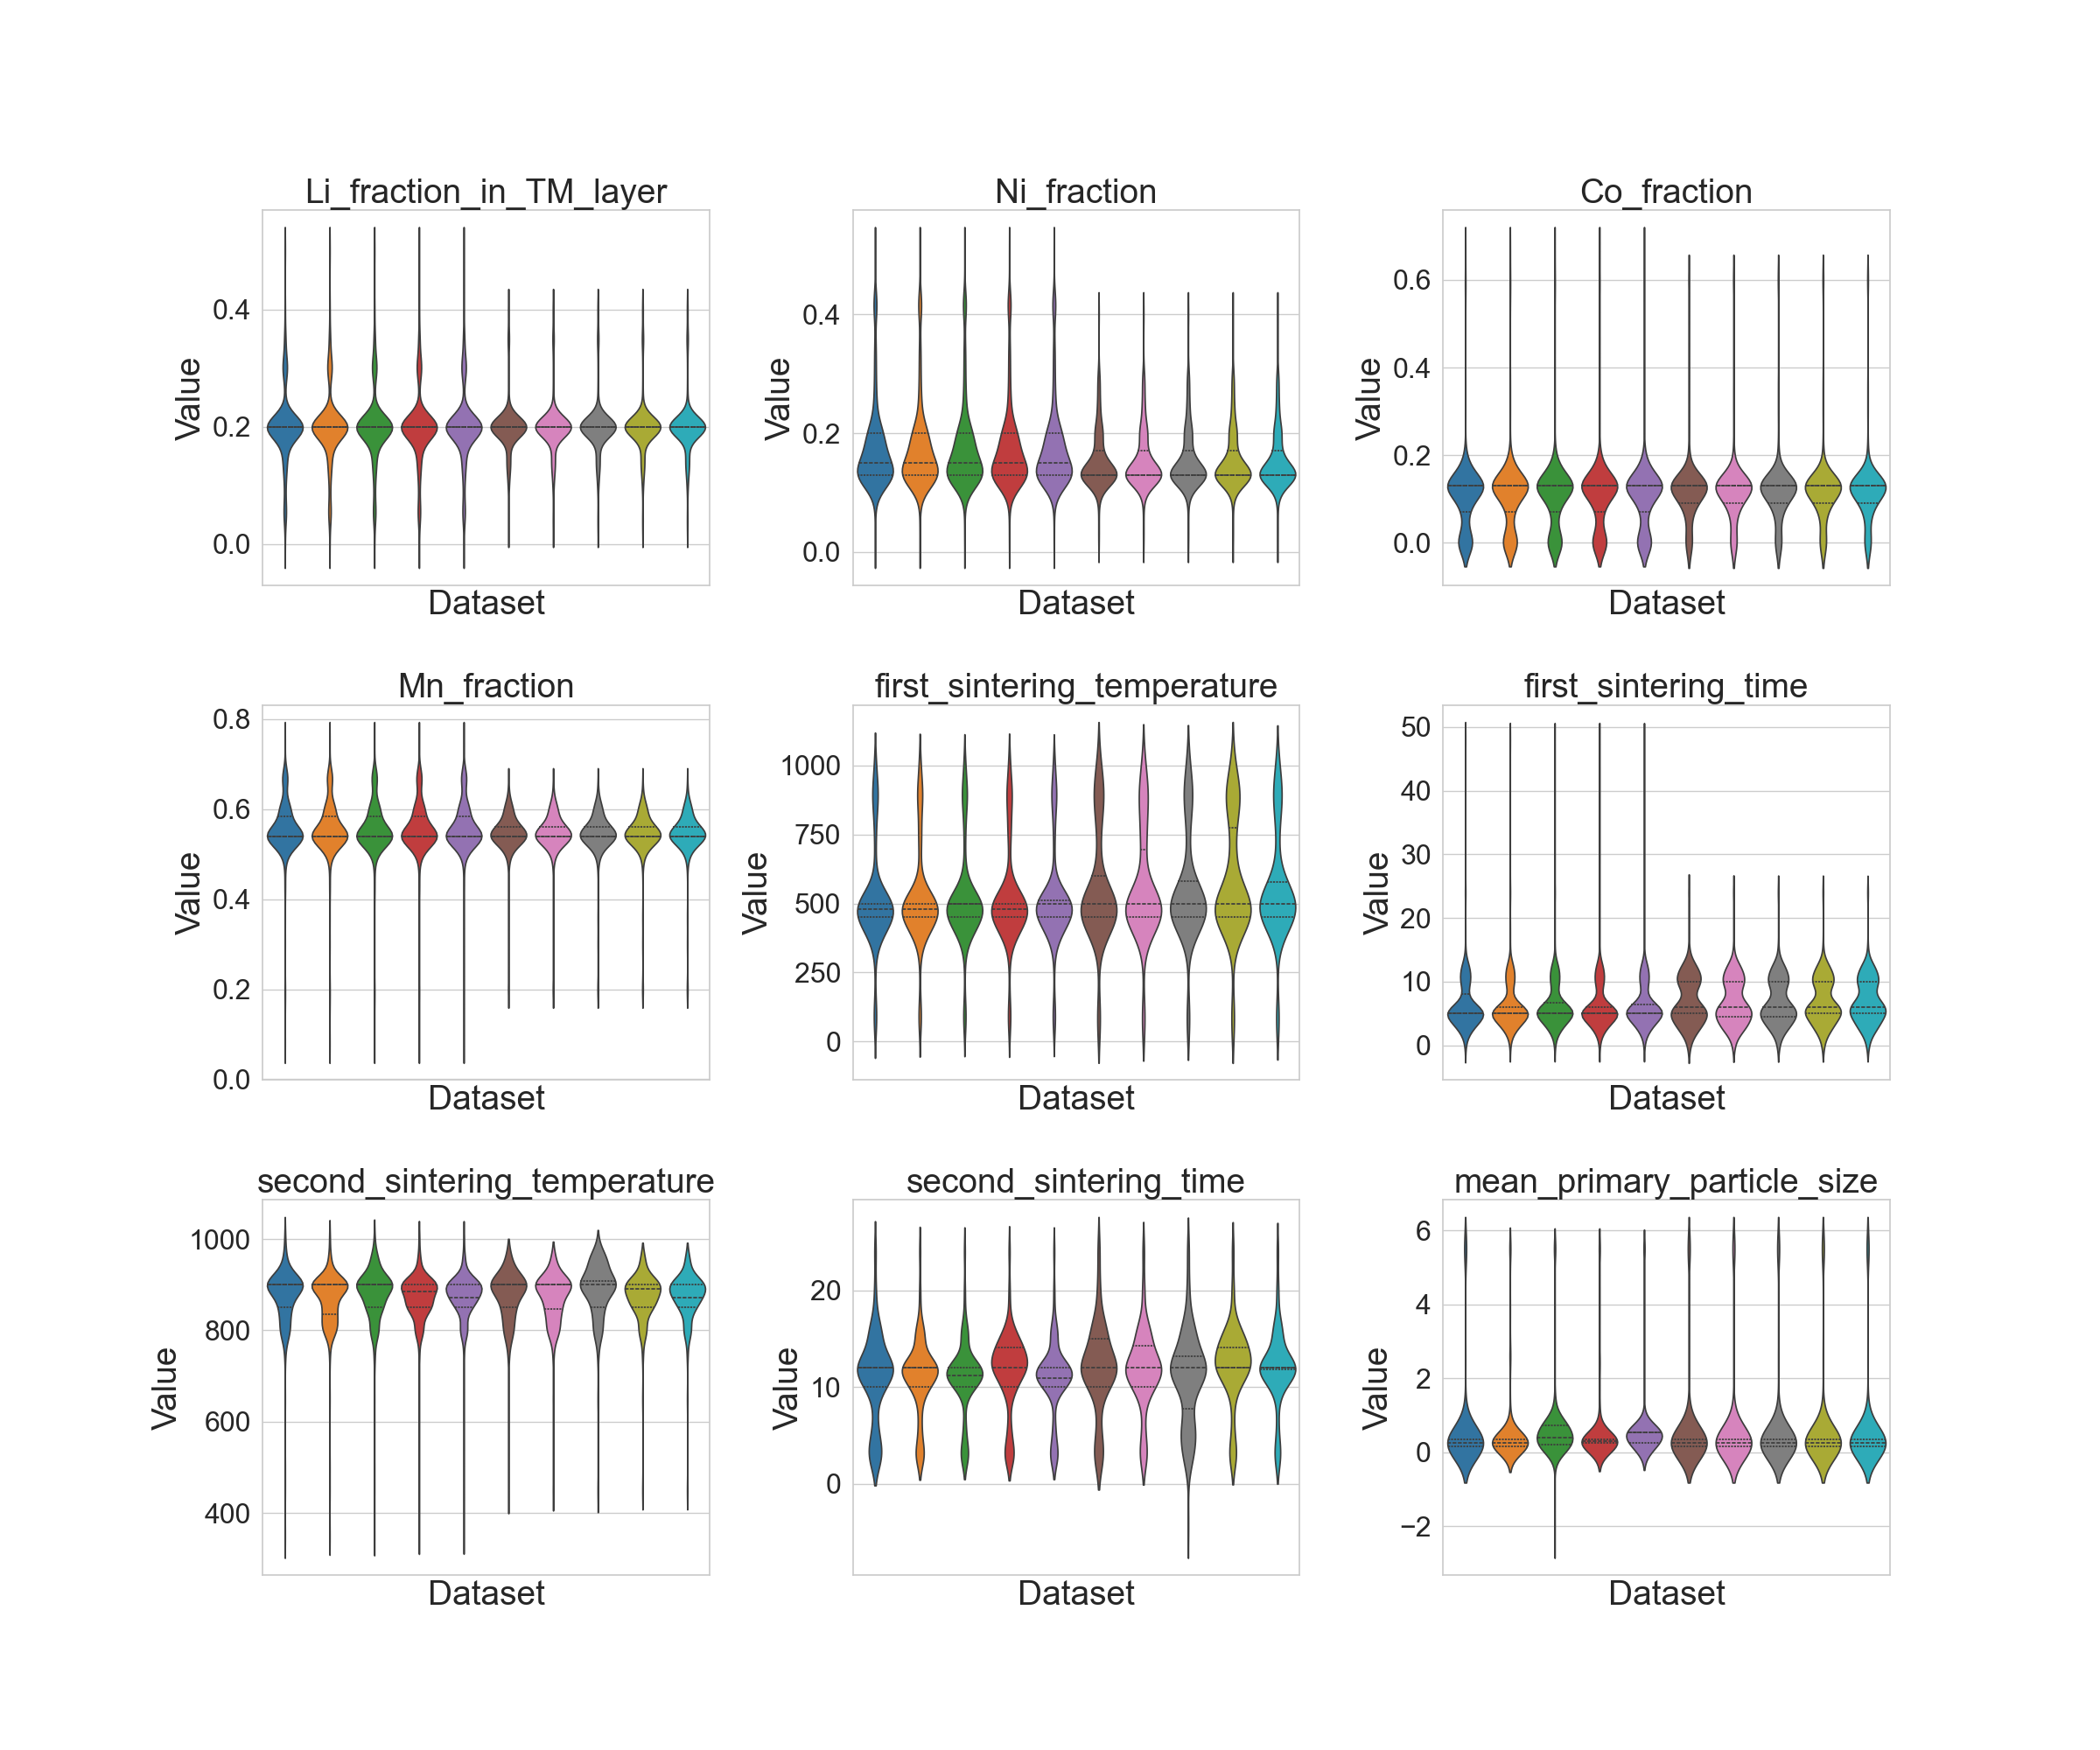 Li_fraction_in_TM_layer
Ni_fraction
Co_fraction
Value
0.4
0.2
0.0
Dataset
Value
0.4
0.2
0.0
Dataset
Value
0.6
0.4
0.2
0.0
Dataset
Mn_fraction
first_sintering_temperature
first_sintering_time
Value
0.8
0.6
0.4
0.2
0.0
Dataset
Value
1000
750
500
250
0
Dataset
Value
50
40
30
20
10
0
Dataset
second_sintering_temperature
second_sintering_time
mean_primary_particle_size
Value
1000
800
600
400
Dataset
Value
20
10
0
Dataset
Value
6
4
2
0
−2
Dataset